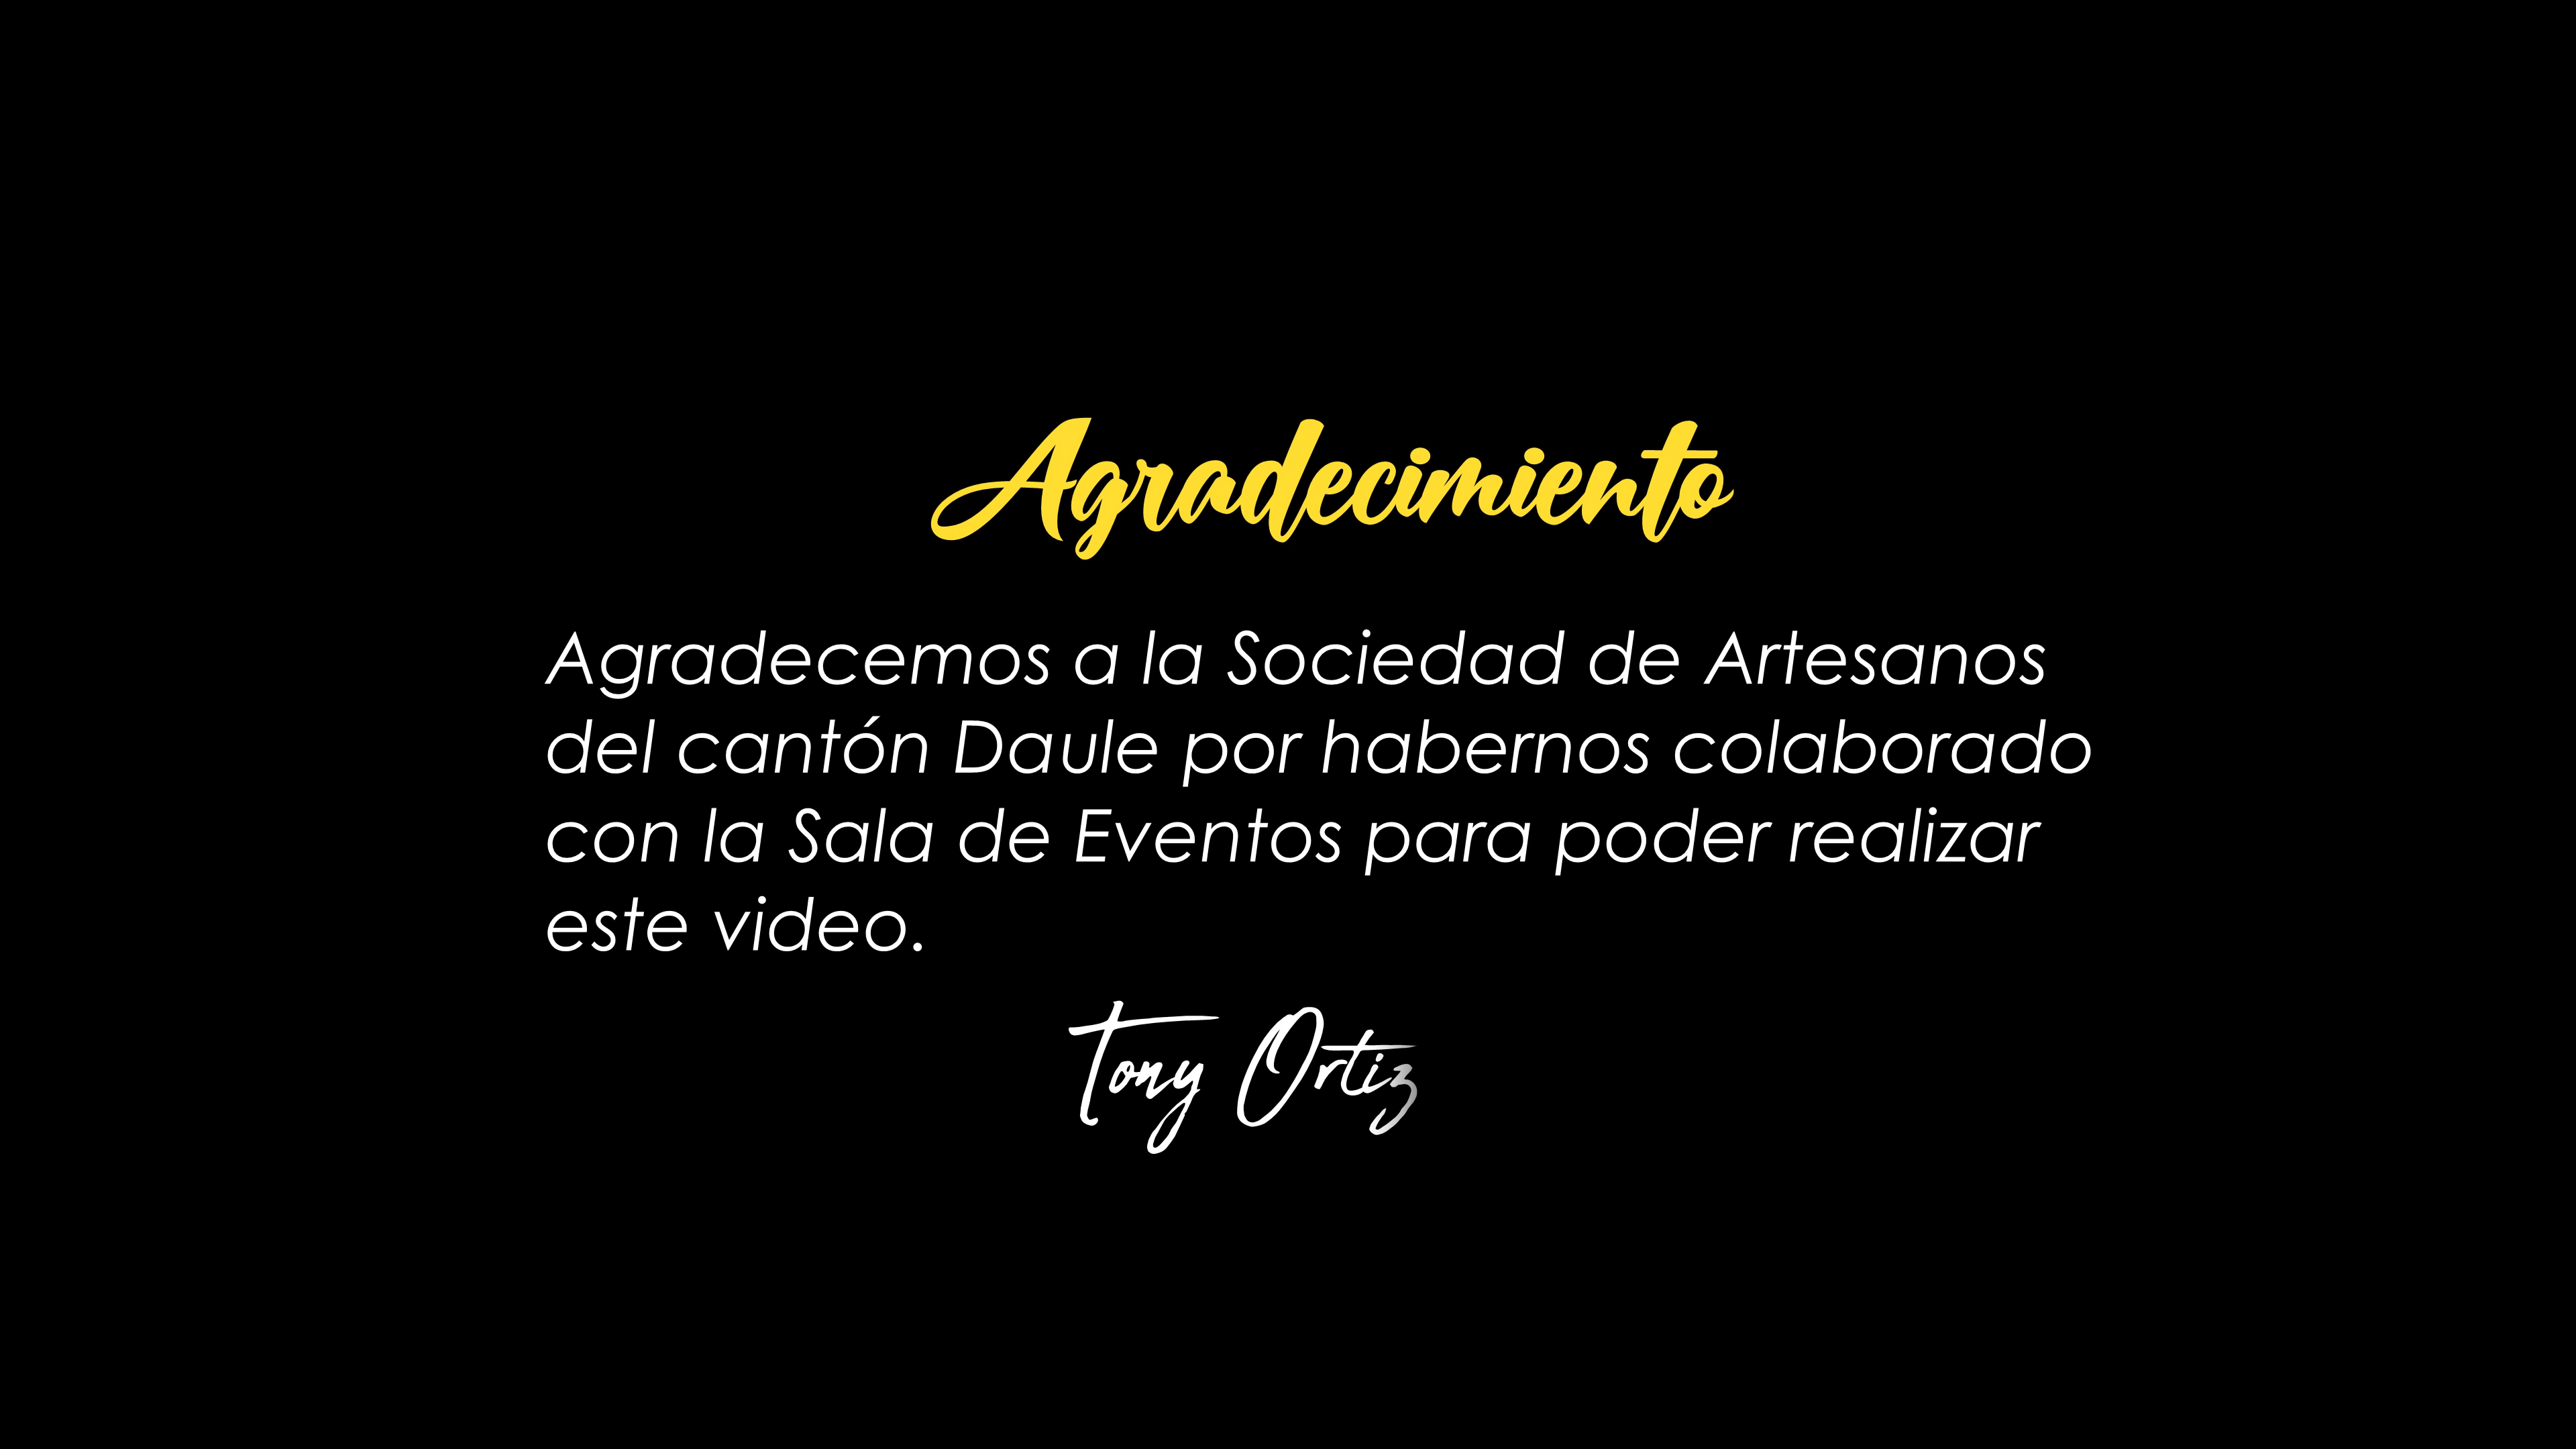 Agradecimiento
Agradecemos a la Sociedad de Artesanos
del cantón Daule por habernos colaborado
con la Sala de Eventos para poder realizar
este video.
Tony Ortiz